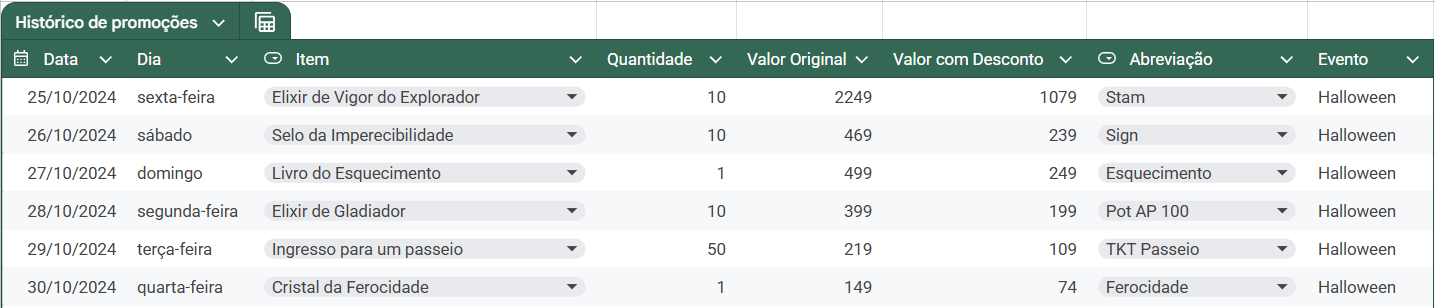 Histórico de promoções
Data Dia Item Quantidade Valor Original Valor com Desconto Abreviação Evento
25/10/2024 sexta-feira Elixir de Vigor do Explorador 10 2249 1079 Stam Halloween
26/10/2024 sábado Selo da Imperecibilidade 10 469 239 Sign Halloween
27/10/2024 domingo Livro do Esquecimento 1 499 249 Esquecimento Halloween
28/10/2024 segunda-feira Elixir de Gladiador 10 399 199 Pot AP 100 Halloween
29/10/2024 terça-feira Ingresso para um passeio 50 219 109 TKT Passeio Halloween
30/10/2024 quarta-feira Cristal da Ferocidade 1 149 74 Ferocidade Halloween